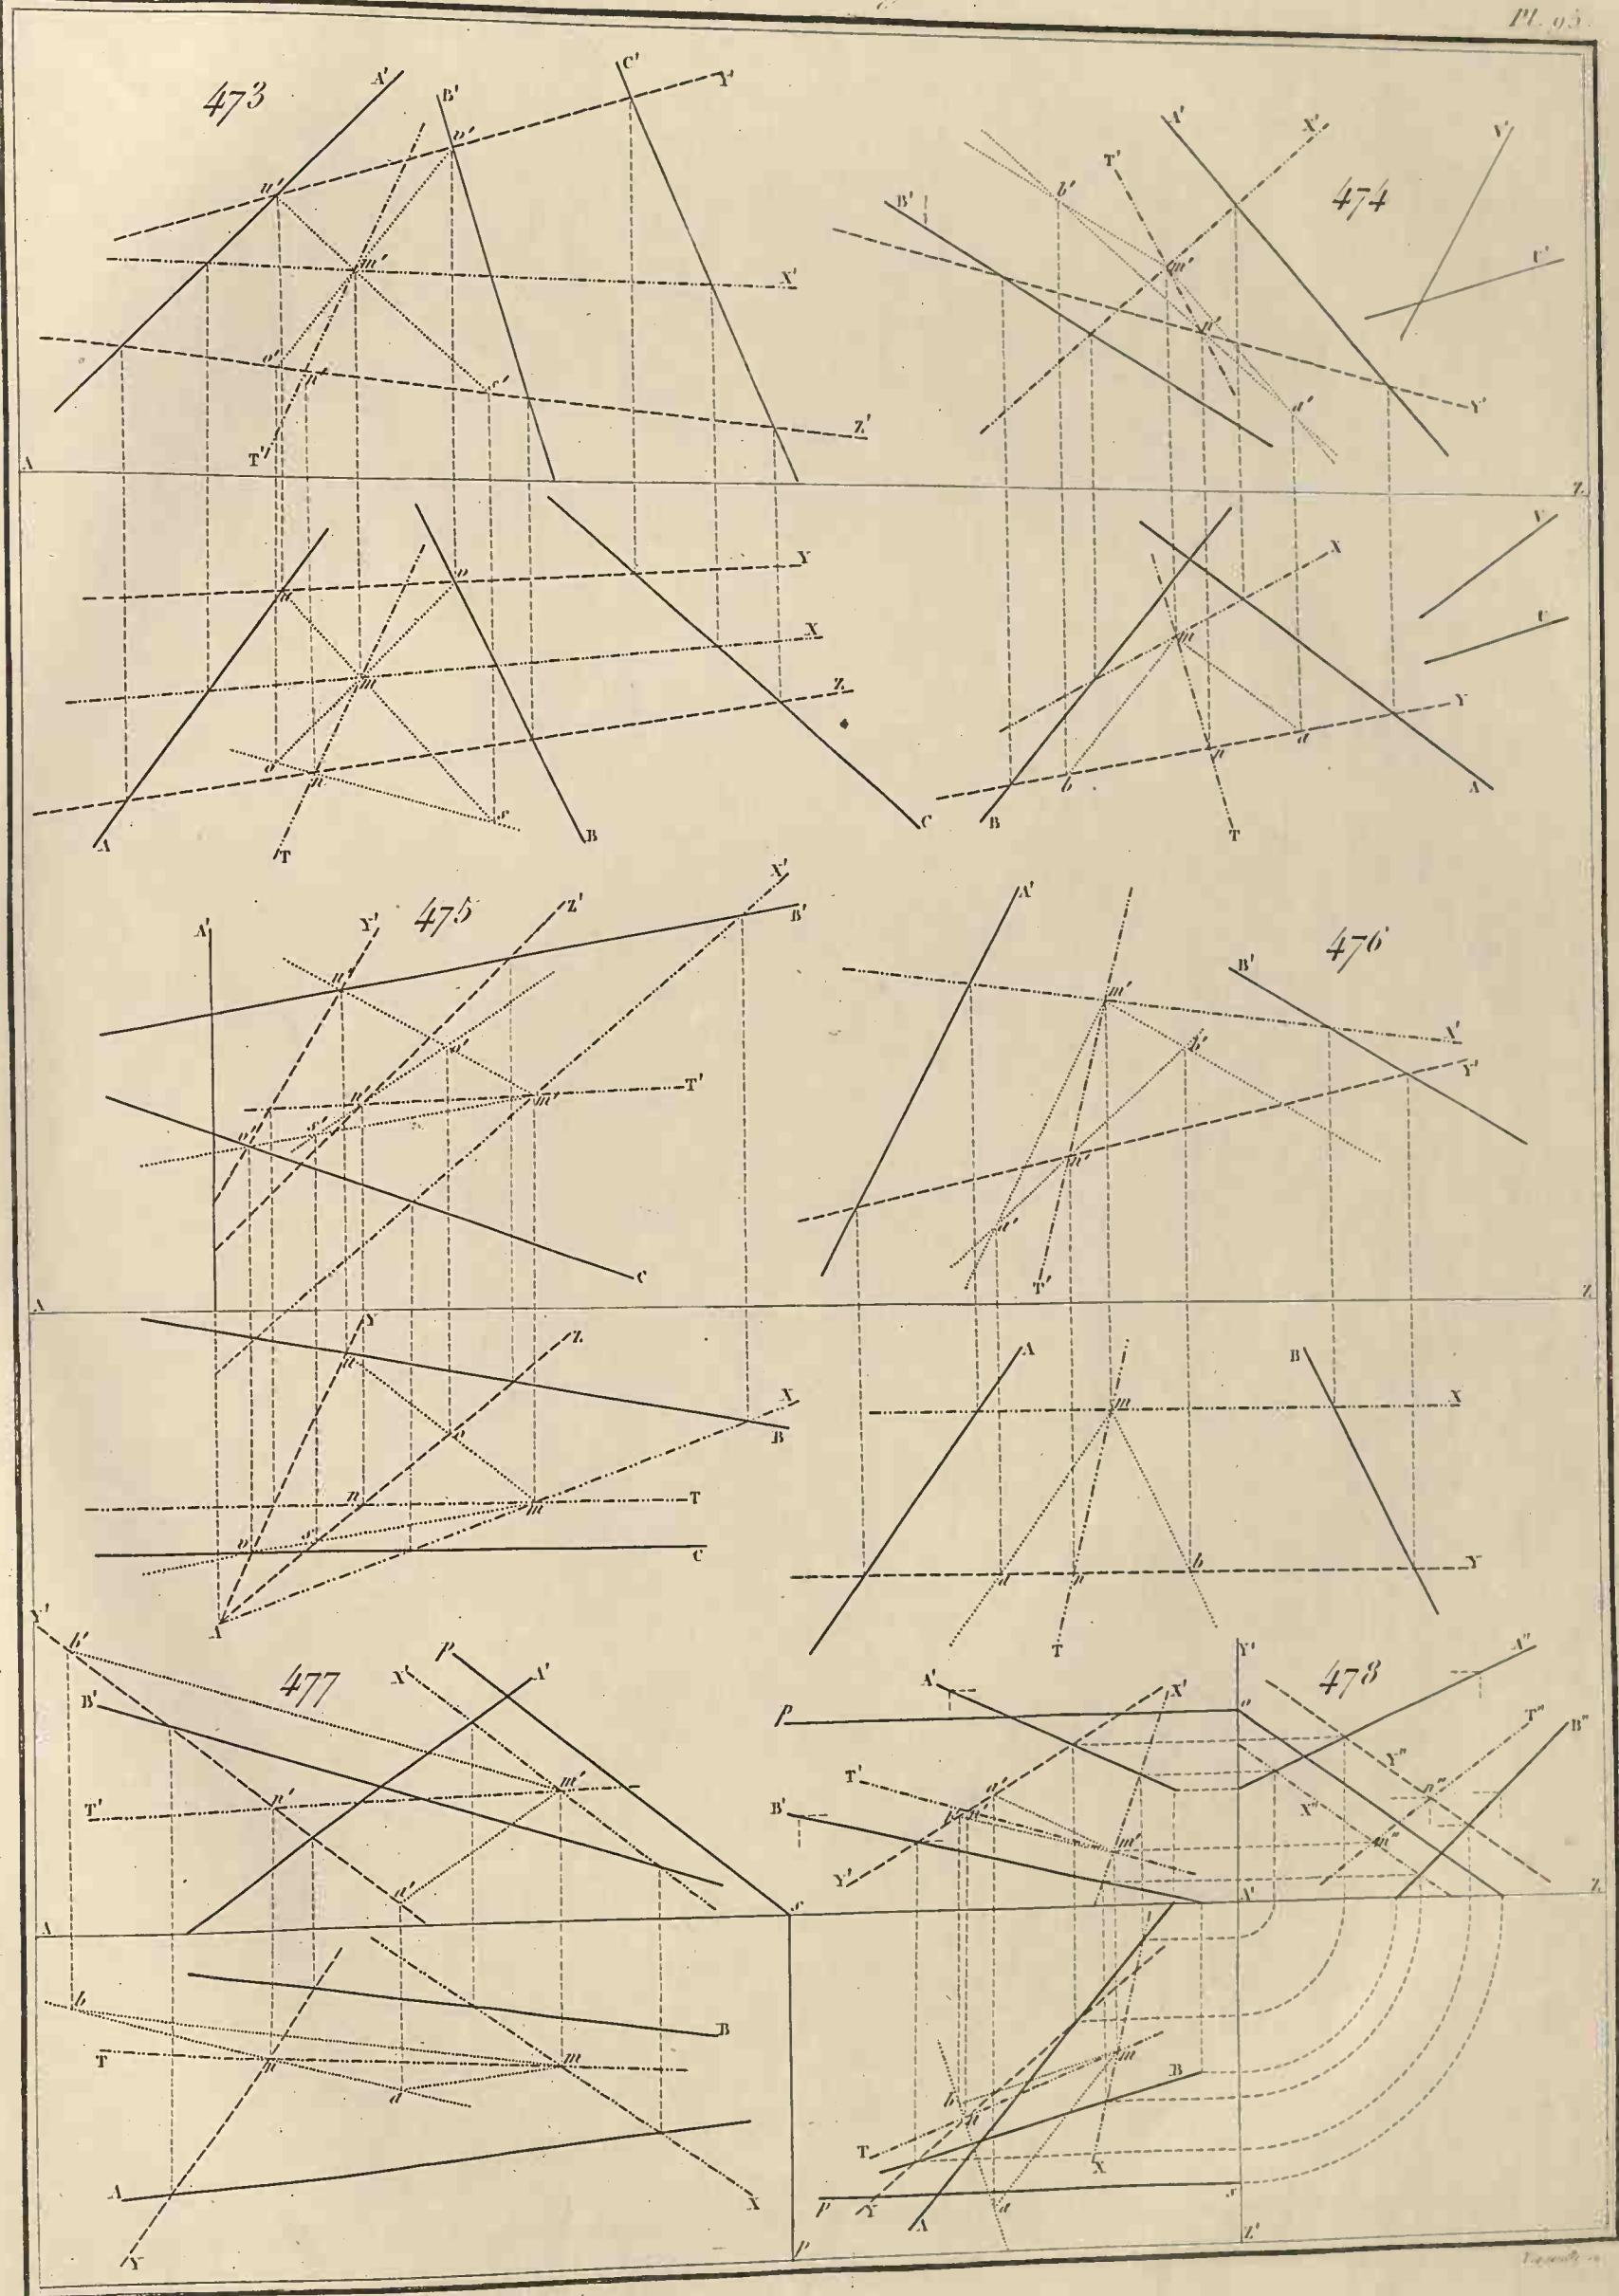 Pl. 95.
473
A' B' C' Y'
u' v'
m' X'
o' n' s'
T' Z'
A
u v Y
m X
Z
o n s
A T B C
474
A' X' V'
T'
B' b' U'
m'
n'
a' Y'
Z
V
X
m
Y
b n a
B A
T
475
A' Y' Z' X' B'
u'
o'
n' m' T'
v' s'
C
A
Y Z
u
X
B
o
n m T
v s C
A
476
A' B'
m' X'
b' Y'
n'
a'
T'
Z
A B
m X
a n b Y
T
477
Y' b'
B' X' P A'
m'
T' n'
a'
A s
b B
T n m
a
A X
Y P
478
Y' A''
A' X'
P o
T' T'' B''
a' Y'' n''
B' b' n' X''
m' m''
Y' A' Z
m
B
b n
T X
P Y a s
A Z'